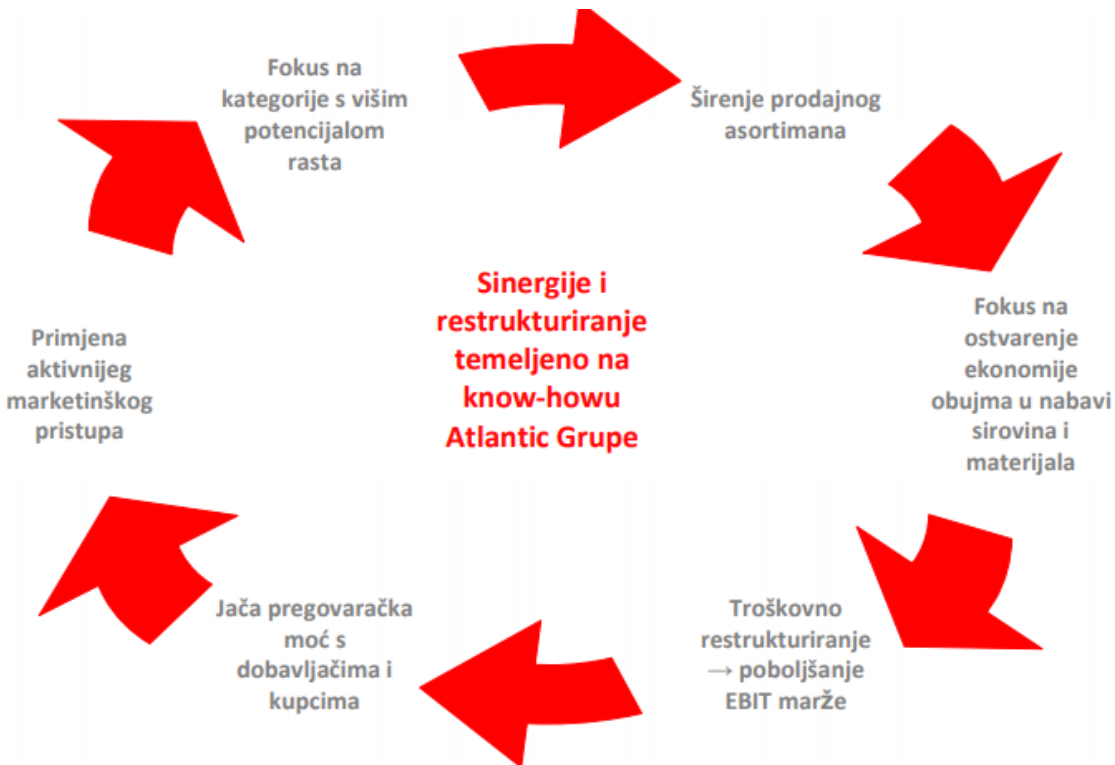 Fokus na
kategorije s višim
potencijalom
rasta
Širenje prodajnog
asortimana
Fokus na
ostvarenje
ekonomije
obujma u nabavi
sirovina i
materijala
Troškovno
restrukturiranje
→ poboljšanje
EBIT marže
Jača pregovaračka
moć s
dobavljačima i
kupcima
Primjena
aktivnijeg
marketinškog
pristupa
Sinergije i
restrukturiranje
temeljeno na
know-howu
Atlantic Grupe